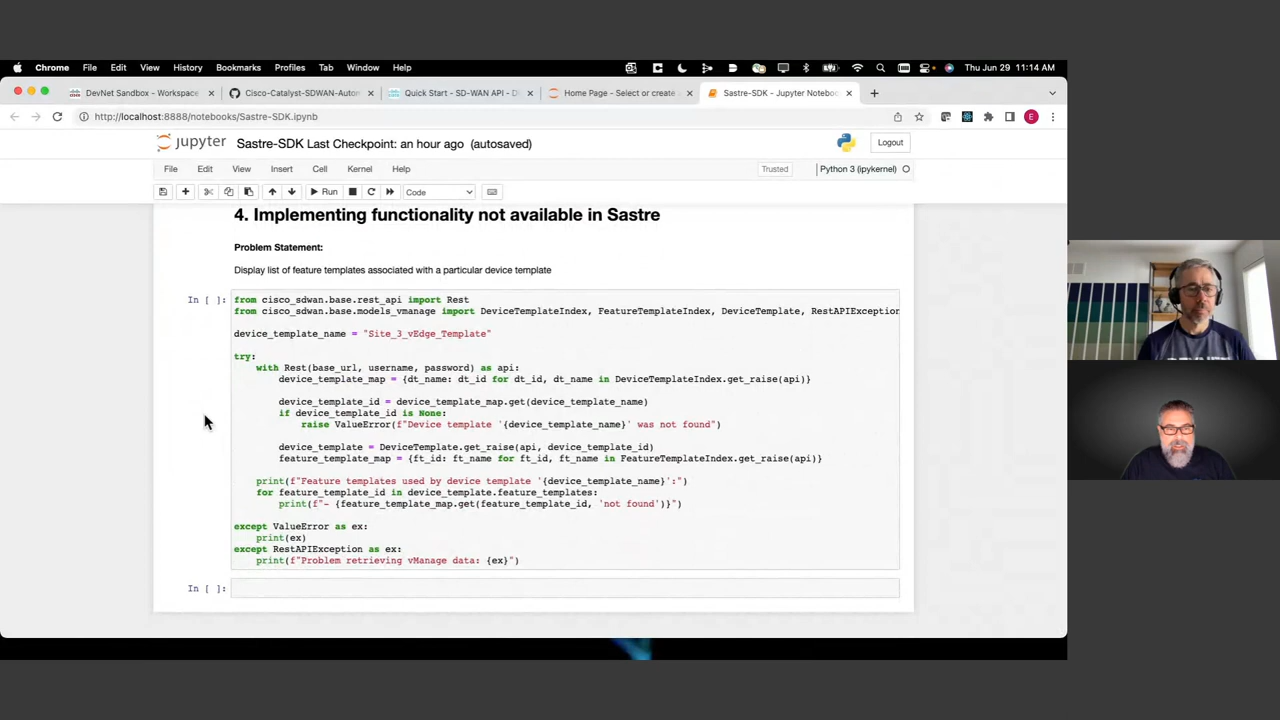 Chrome File Edit View History Bookmarks Profiles Tab Window Help Thu Jun 29 11:14 AM
DevNet Sandbox - Workspace Cisco-Catalyst-SDWAN-Auton Quick Start - SD-WAN API - D Home Page - Select or create Sastre-SDK - Jupyter Notebo
http://localhost:8888/notebooks/Sastre-SDK.ipynb E
jupyter Sastre-SDK Last Checkpoint: an hour ago (autosaved) Logout
File Edit View Insert Cell Kernel Help Trusted Python 3 (ipykernel)
Run Code
4. Implementing functionality not available in Sastre
Problem Statement:
Display list of feature templates associated with a particular device template
In [ ]: from cisco_sdwan.base.rest_api import Rest
from cisco_sdwan.base.models_vmanage import DeviceTemplateIndex, FeatureTemplateIndex, DeviceTemplate, RestAPIException
device_template_name = "Site_3_vEdge_Template"
try:
with Rest(base_url, username, password) as api:
device_template_map = {dt_name: dt_id for dt_id, dt_name in DeviceTemplateIndex.get_raise(api)}
device_template_id = device_template_map.get(device_template_name)
if device_template_id is None:
raise ValueError(f"Device template '{device_template_name}' was not found")
device_template = DeviceTemplate.get_raise(api, device_template_id)
feature_template_map = {ft_id: ft_name for ft_id, ft_name in FeatureTemplateIndex.get_raise(api)}
print(f"Feature templates used by device template '{device_template_name}':")
for feature_template_id in device_template.feature_templates:
print(f"- {feature_template_map.get(feature_template_id, 'not found')}")
except ValueError as ex:
print(ex)
except RestAPIException as ex:
print(f"Problem retrieving vManage data: {ex}")
In [ ]: